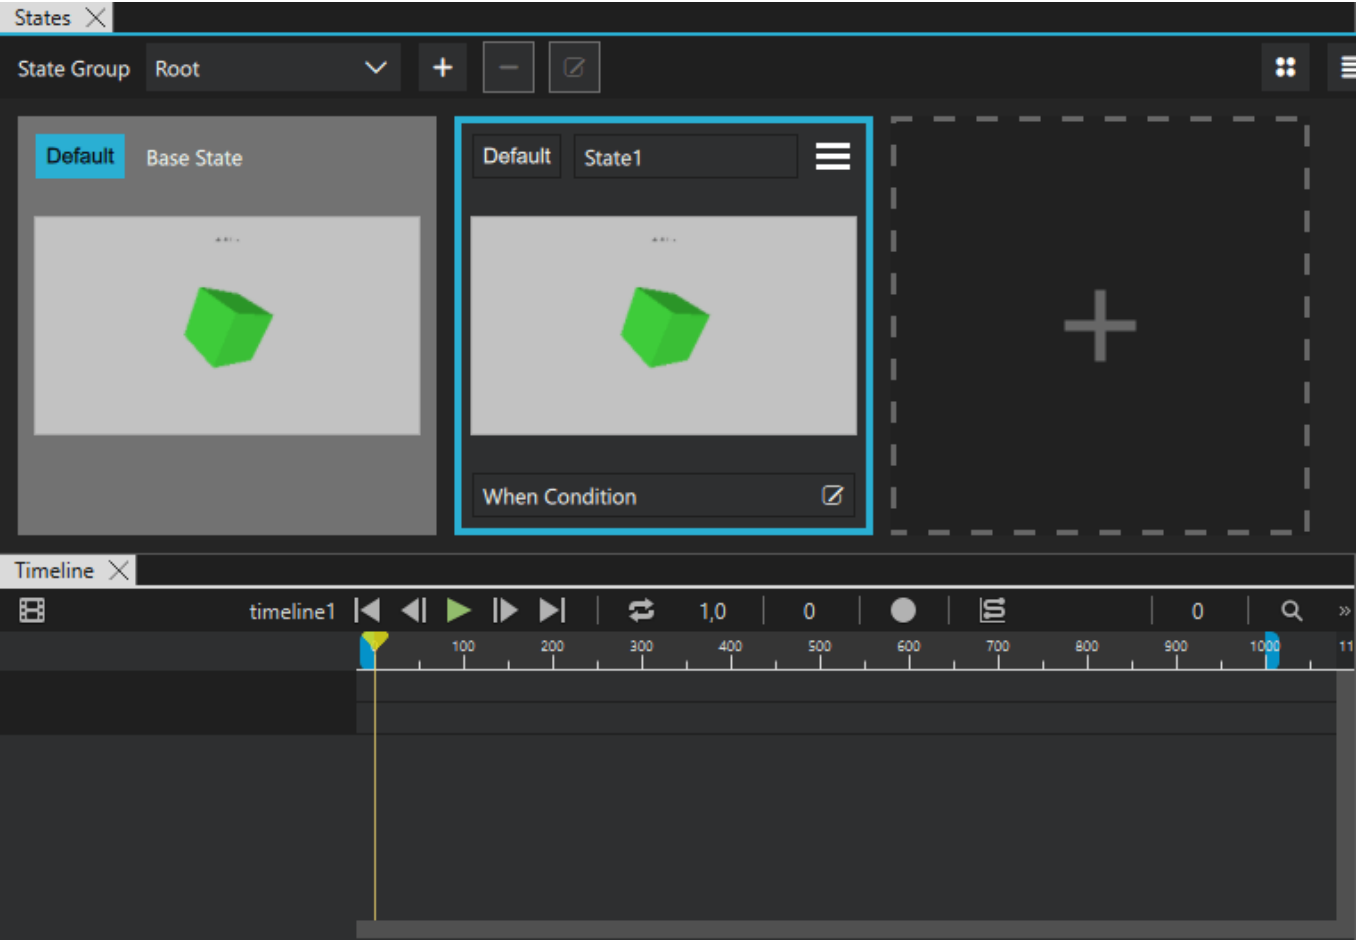 States
State Group Root
Default Base State
Default State1
When Condition
Timeline
timeline1 1,0 0 0
100 200 300 400 500 600 700 800 900 1000 11